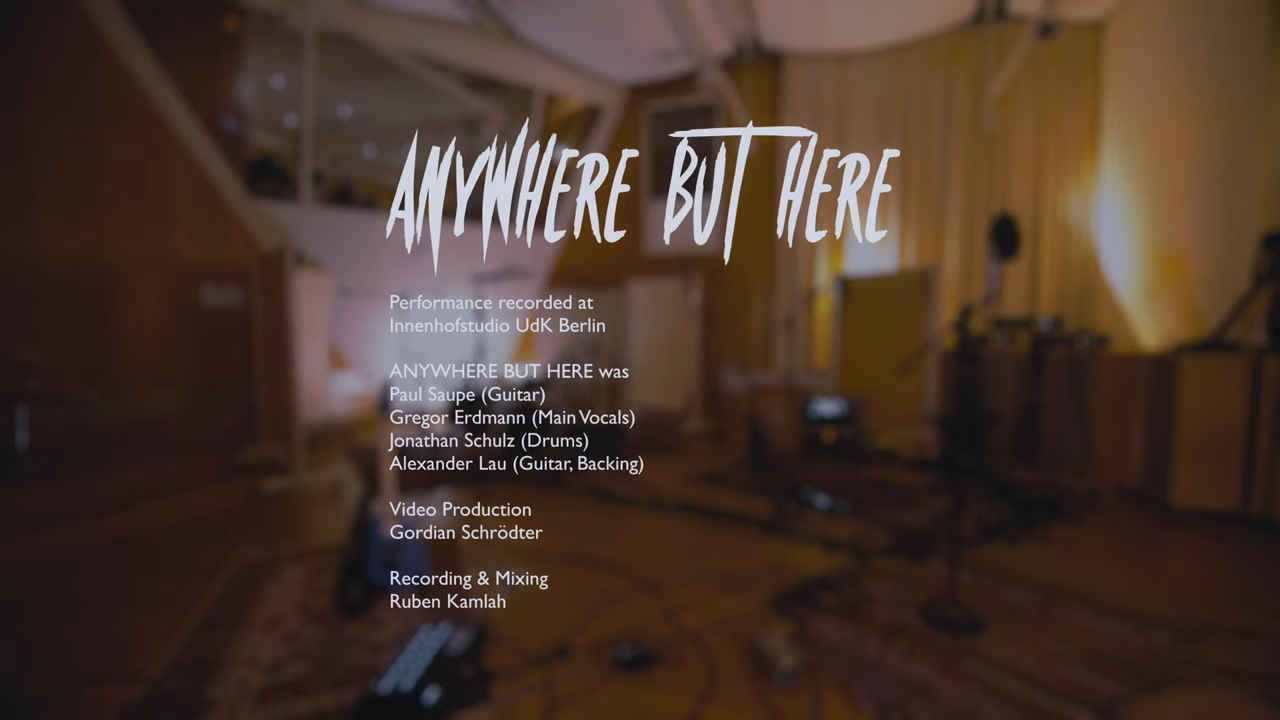 ANYWHERE BUT HERE
Performance recorded at
Innenhofstudio UdK Berlin
ANYWHERE BUT HERE was
Paul Saupe (Guitar)
Gregor Erdmann (Main Vocals)
Jonathan Schulz (Drums)
Alexander Lau (Guitar, Backing)
Video Production
Gordian Schrödter
Recording & Mixing
Ruben Kamlah